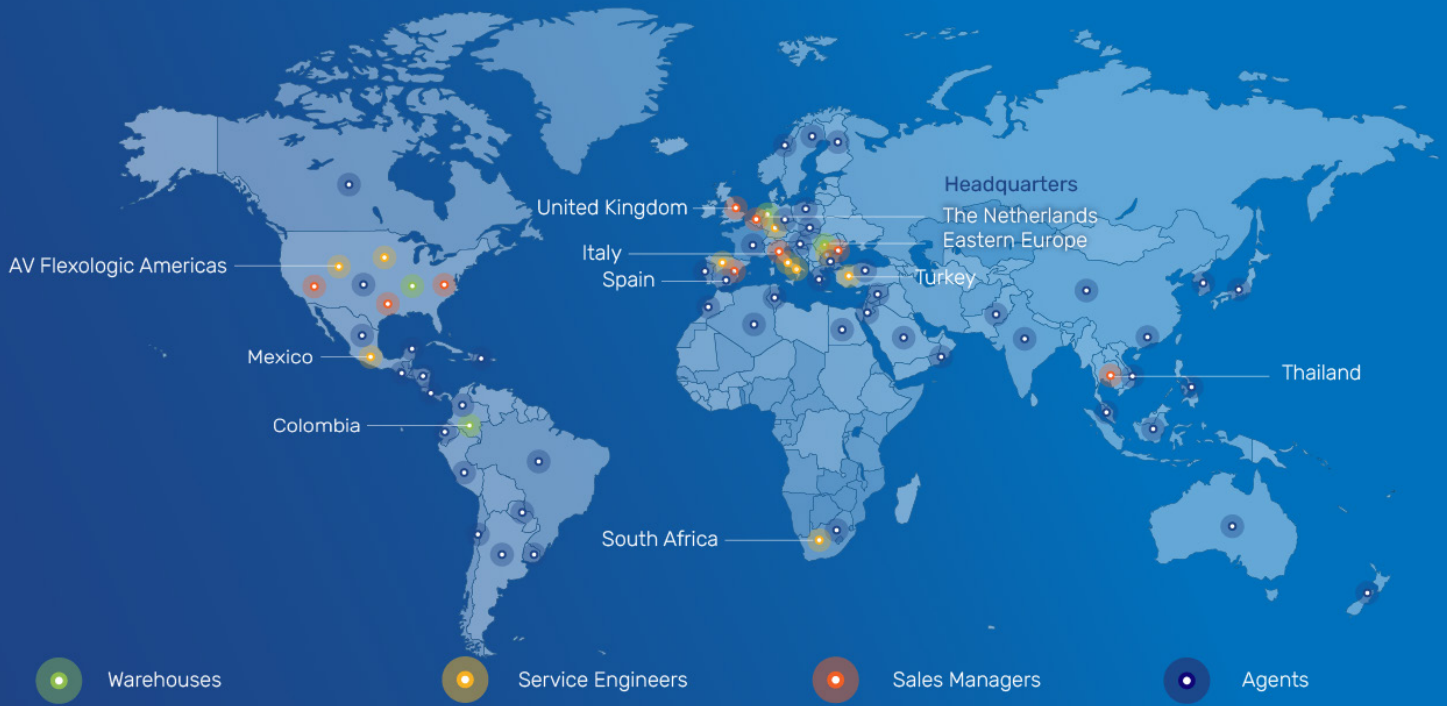 Headquarters
United Kingdom
The Netherlands
Eastern Europe
Italy
AV Flexologic Americas
Spain
Turkey
Mexico
Thailand
Colombia
South Africa
Warehouses
Service Engineers
Sales Managers
Agents